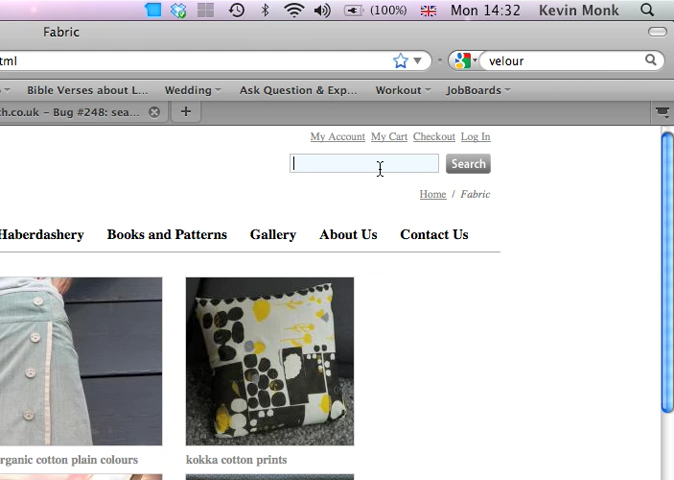 (100%) Mon 14:32 Kevin Monk
Fabric
tml velour
Bible Verses about L... Wedding Ask Question & Exp... Workout JobBoards
th.co.uk – Bug #248: sea...
My Account My Cart Checkout Log In
Search
Home / Fabric
Haberdashery Books and Patterns Gallery About Us Contact Us
rganic cotton plain colours kokka cotton prints